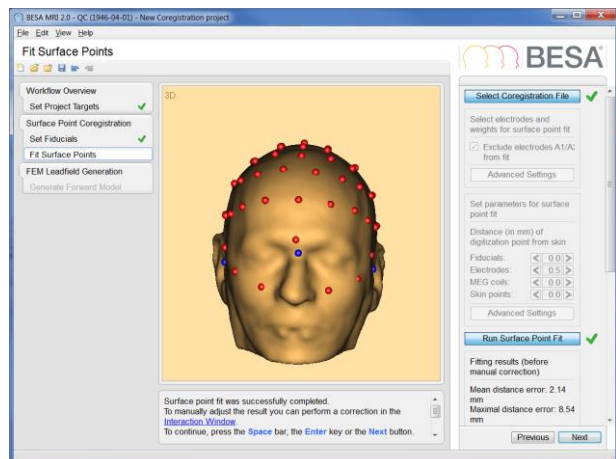 BESA MRI 2.0 - QC (1946-04-01) - New Coregistration project
File Edit View Help
Fit Surface Points
BESA
Workflow Overview
Set Project Targets
Surface Point Coregistration
Set Fiducials
Fit Surface Points
FEM Leadfield Generation
Generate Forward Model
3D
Surface point fit was successfully completed.
To manually adjust the result you can perform a correction in the
Interaction Window.
To continue, press the Space bar, the Enter key or the Next button.
Select Coregistration File
Select electrodes and
weights for surface point fit
Exclude electrodes A1/A:
from fit
Advanced Settings
Set parameters for surface
point fit
Distance (in mm) of
digitization point from skin
Fiducials: < 0.0 >
Electrodes: < 0.5 >
MEG coils: < 0.0 >
Skin points: < 0.0 >
Advanced Settings
Run Surface Point Fit
Fitting results (before
manual correction)
Mean distance error: 2.14
mm
Maximal distance error: 8.54
mm
Previous Next